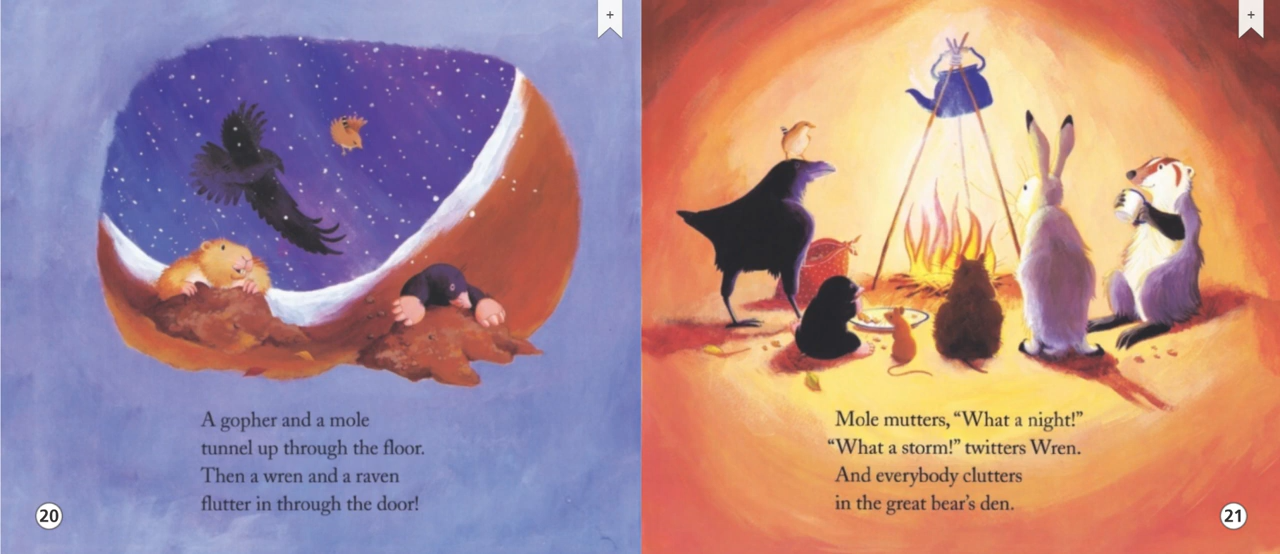 A gopher and a mole
tunnel up through the floor.
Then a wren and a raven
flutter in through the door!
20
Mole mutters, “What a night!”
“What a storm!” twitters Wren.
And everybody clutters
in the great bear’s den.
21